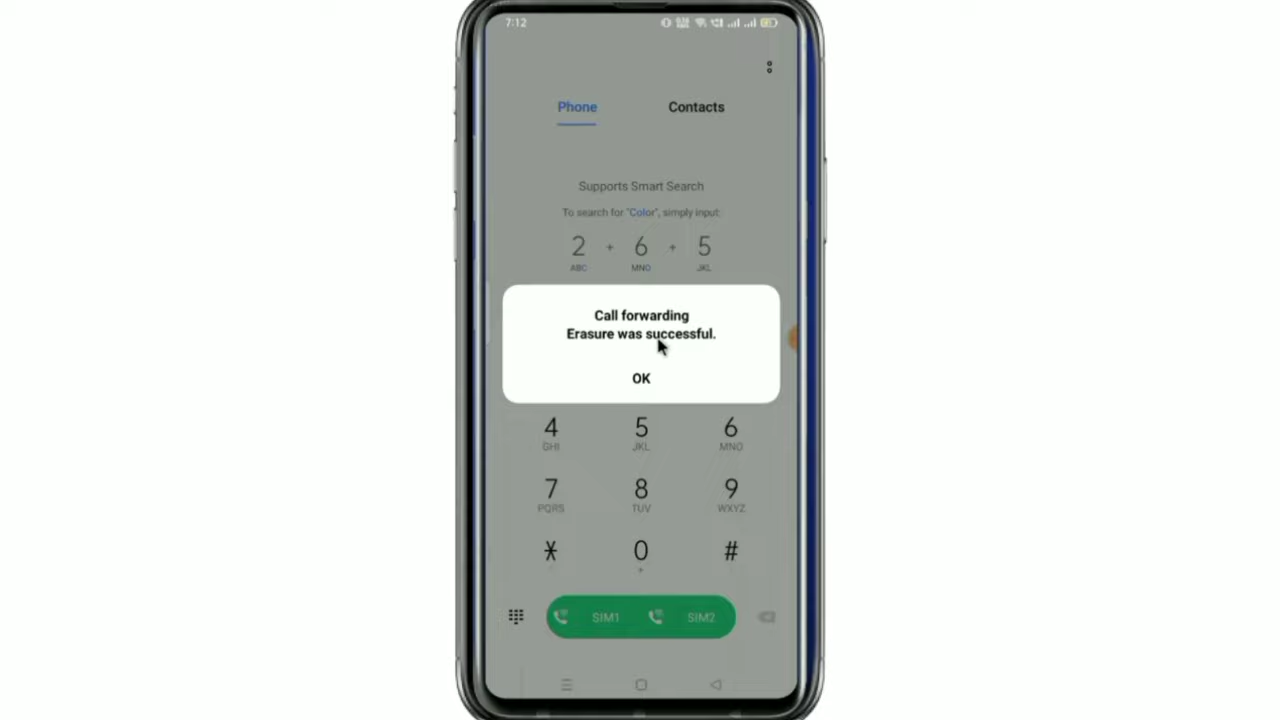 7:12
Phone Contacts
Supports Smart Search
To search for "Color", simply input:
2 + 6 + 5
ABC MNO JKL
Call forwarding
Erasure was successful.
OK
4 5 6
GHI JKL MNO
7 8 9
PQRS TUV WXYZ
* 0 #
+
SIM1 SIM2